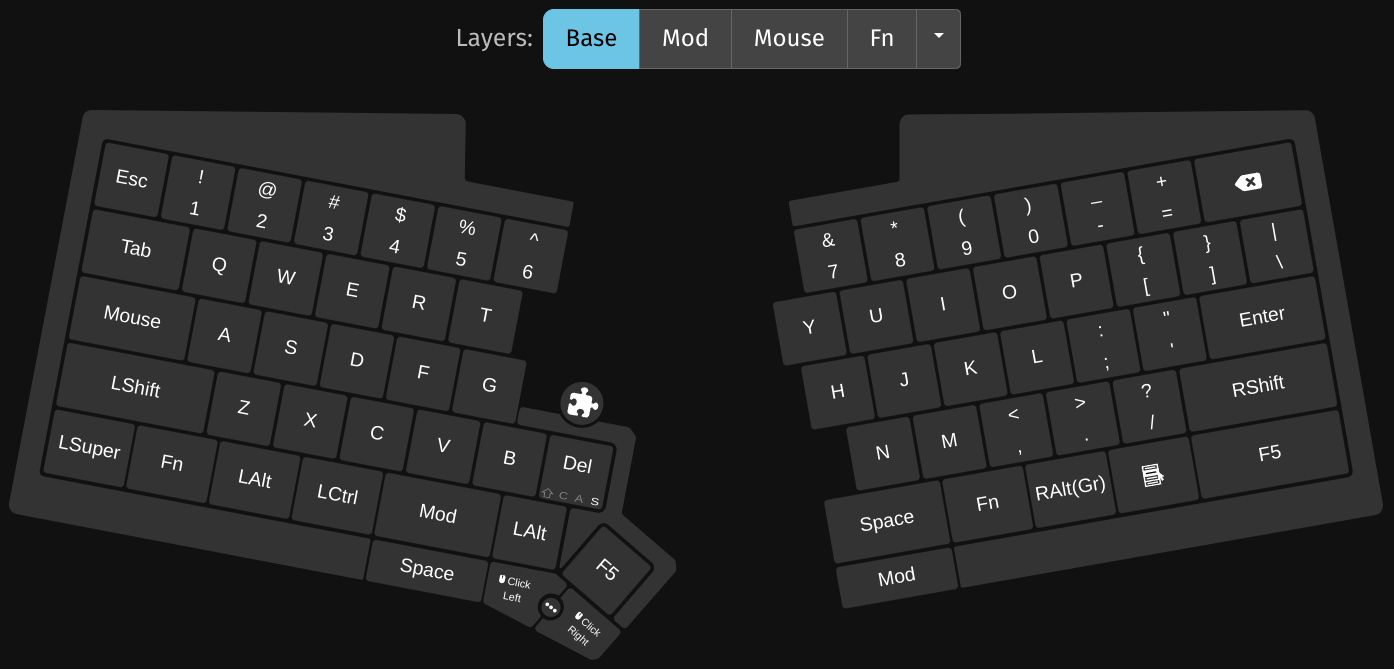 Layers: Base Mod Mouse Fn
Esc ! 1 @ 2 # 3 $ 4 % 5 ^ 6
Tab Q W E R T
Mouse A S D F G
LShift Z X C V B Del
C A S
LSuper Fn LAlt LCtrl Mod LAlt
Space Click Left Click Right F5
& 7 * 8 ( 9 ) 0 _ - + =
Y U I O P { [ } ] | \
H J K L : ; " ' Enter
N M < , > . ? / RShift
Space Fn RAlt(Gr) F5
Mod